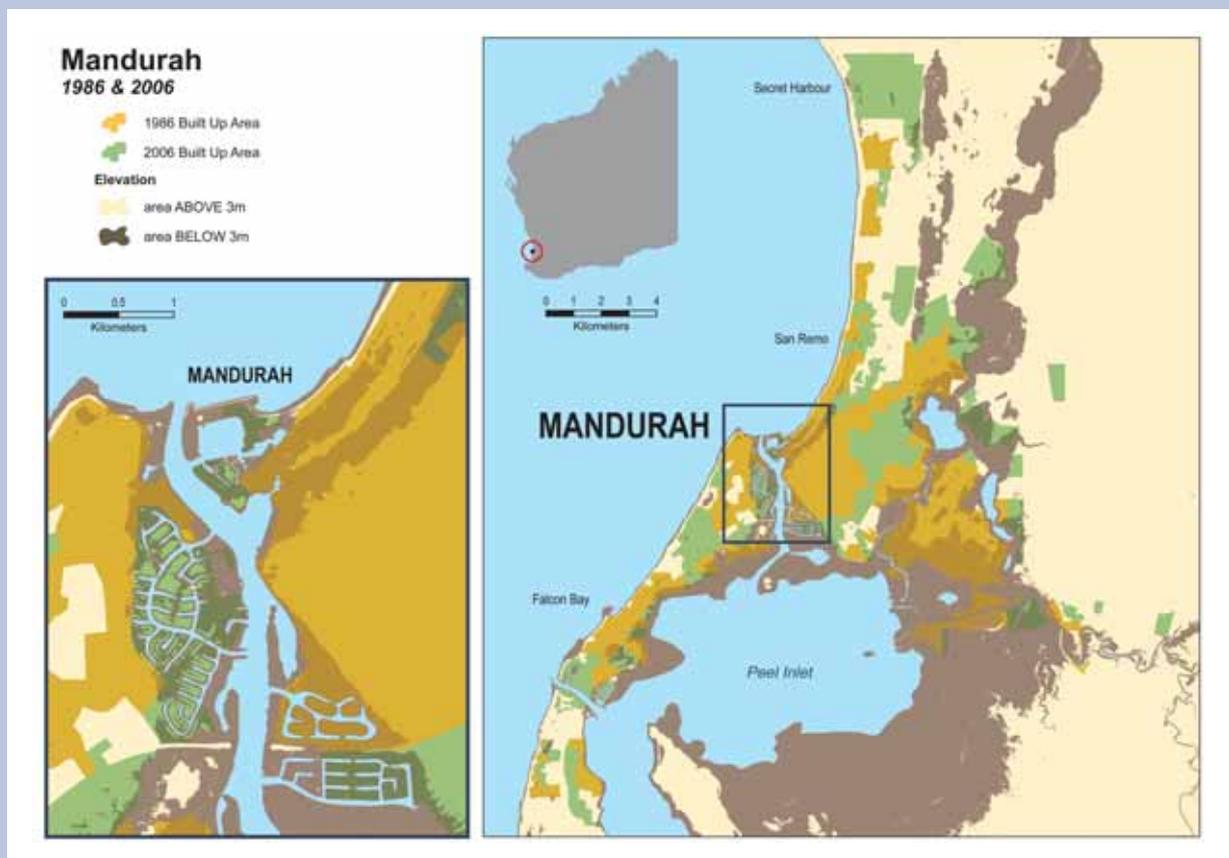 Mandurah
1986 & 2006
1986 Built Up Area
2006 Built Up Area
Elevation
area ABOVE 3m
area BELOW 3m
0 0.5 1
Kilometers
MANDURAH
Secret Harbour
0 1 2 3 4
Kilometers
San Remo
MANDURAH
Falcon Bay
Peel Inlet